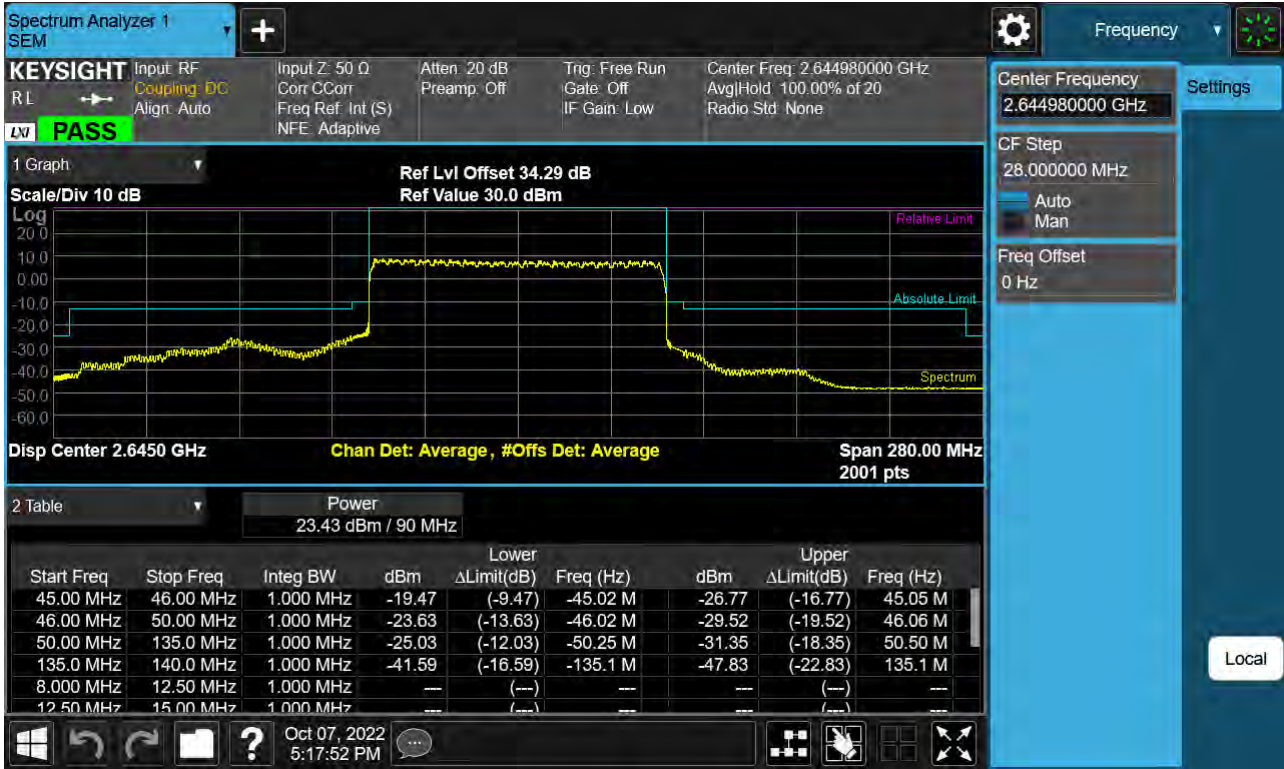 Spectrum Analyzer 1
SEM
+
Frequency
KEYSIGHT
RL
LXI
PASS
Input: RF
Coupling: DC
Align: Auto
Input Z: 50 Ω
Corr CCorr
Freq Ref: Int (S)
NFE: Adaptive
Atten: 20 dB
Preamp: Off
Trig: Free Run
Gate: Off
IF Gain: Low
Center Freq: 2.644980000 GHz
Avg|Hold: 100.00% of 20
Radio Std: None
Center Frequency
2.644980000 GHz
Settings
CF Step
28.000000 MHz
Auto
Man
Freq Offset
0 Hz
Local
1 Graph
Ref Lvl Offset 34.29 dB
Scale/Div 10 dB
Ref Value 30.0 dBm
Log
Relative Limit
20.0
10.0
0.00
-10.0
Absolute Limit
-20.0
-30.0
-40.0
Spectrum
-50.0
-60.0
Disp Center 2.6450 GHz
Chan Det: Average , #Offs Det: Average
Span 280.00 MHz
2001 pts
2 Table
Power
23.43 dBm / 90 MHz
Lower Upper
Start Freq Stop Freq Integ BW dBm ΔLimit(dB) Freq (Hz) dBm ΔLimit(dB) Freq (Hz)
45.00 MHz 46.00 MHz 1.000 MHz -19.47 (-9.47) -45.02 M -26.77 (-16.77) 45.05 M
46.00 MHz 50.00 MHz 1.000 MHz -23.63 (-13.63) -46.02 M -29.52 (-19.52) 46.06 M
50.00 MHz 135.0 MHz 1.000 MHz -25.03 (-12.03) -50.25 M -31.35 (-18.35) 50.50 M
135.0 MHz 140.0 MHz 1.000 MHz -41.59 (-16.59) -135.1 M -47.83 (-22.83) 135.1 M
8.000 MHz 12.50 MHz 1.000 MHz --- (---) --- --- (---) ---
12.50 MHz 15.00 MHz 1.000 MHz --- (---) --- --- (---) ---
?
Oct 07, 2022
5:17:52 PM